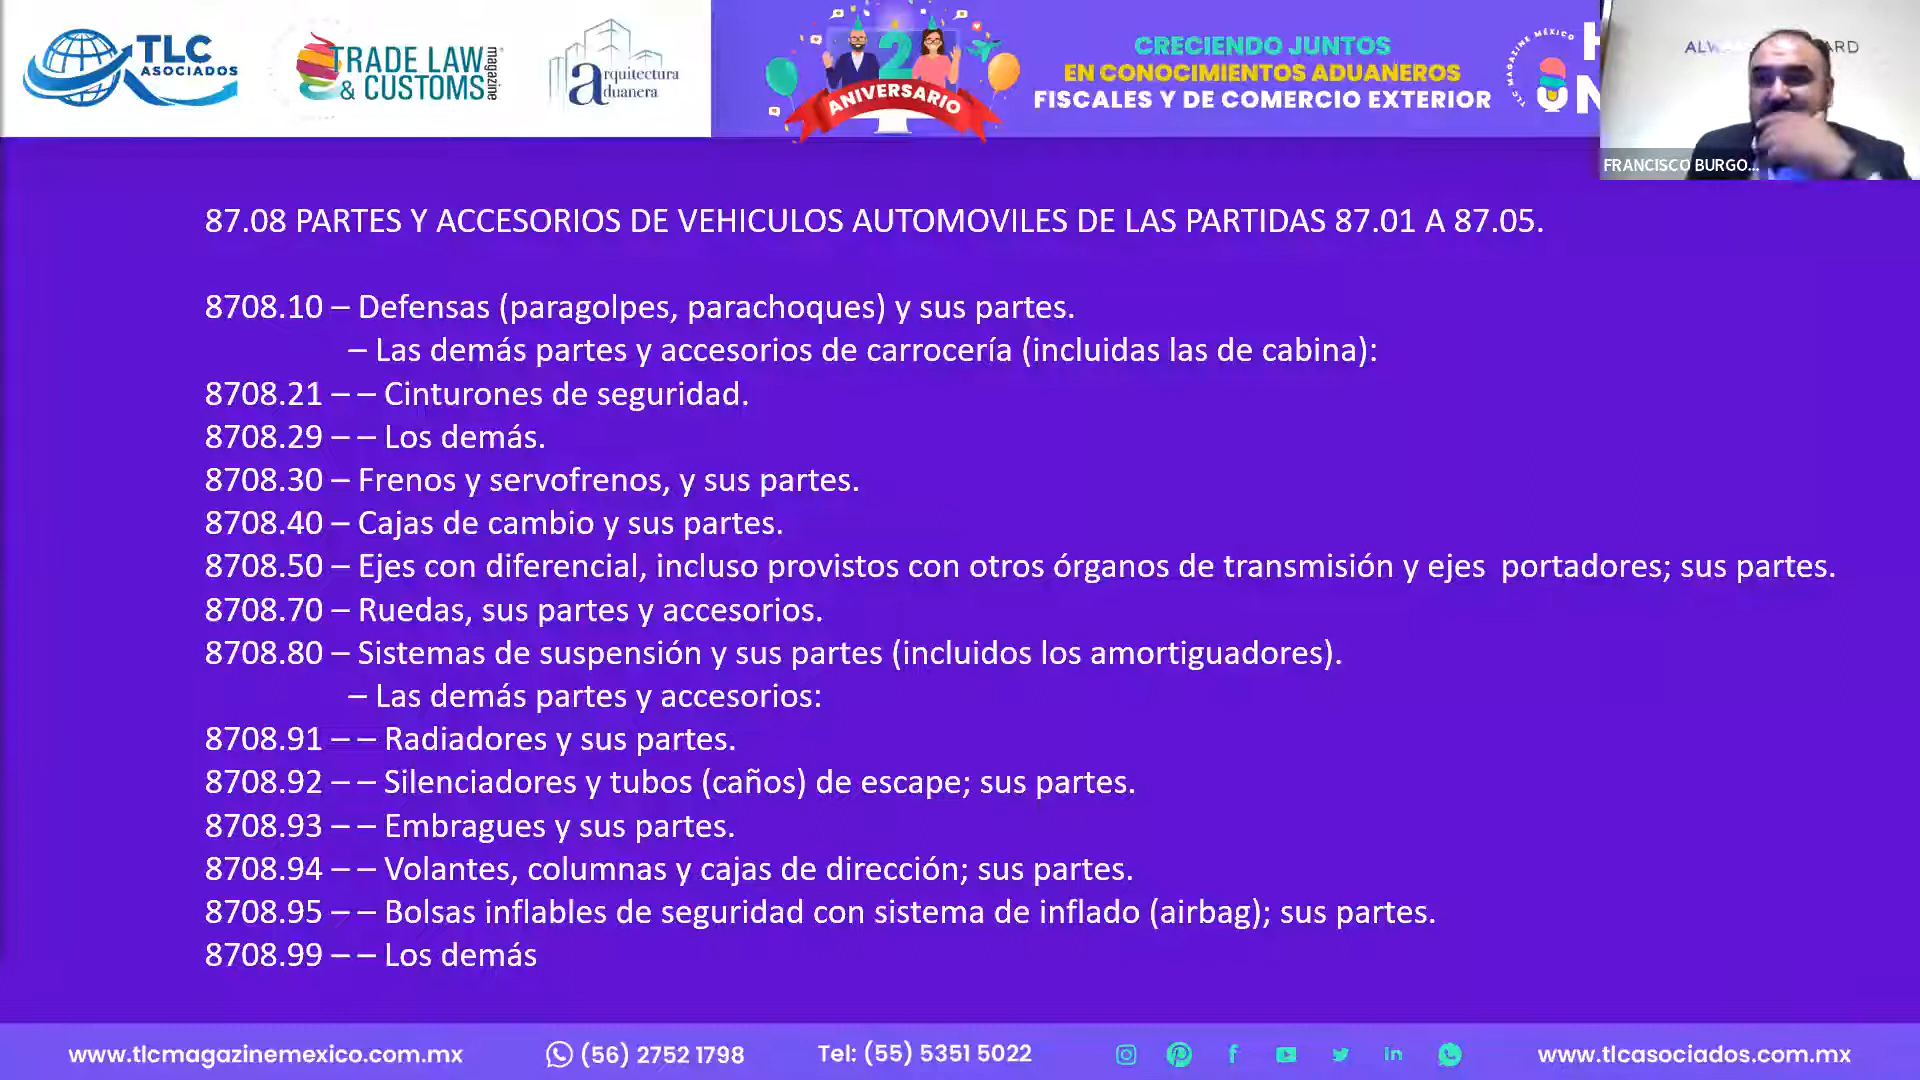 TLC
ASOCIADOS
TRADE LAW
& CUSTOMS
magazine
arquitectura
aduanera
2
ANIVERSARIO
CRECIENDO JUNTOS
EN CONOCIMIENTOS ADUANEROS
FISCALES Y DE COMERCIO EXTERIOR
TLC MAGAZINE MÉXICO
FRANCISCO BURGO...
87.08 PARTES Y ACCESORIOS DE VEHICULOS AUTOMOVILES DE LAS PARTIDAS 87.01 A 87.05.
8708.10 – Defensas (paragolpes, parachoques) y sus partes.
– Las demás partes y accesorios de carrocería (incluidas las de cabina):
8708.21 – – Cinturones de seguridad.
8708.29 – – Los demás.
8708.30 – Frenos y servofrenos, y sus partes.
8708.40 – Cajas de cambio y sus partes.
8708.50 – Ejes con diferencial, incluso provistos con otros órganos de transmisión y ejes portadores; sus partes.
8708.70 – Ruedas, sus partes y accesorios.
8708.80 – Sistemas de suspensión y sus partes (incluidos los amortiguadores).
– Las demás partes y accesorios:
8708.91 – – Radiadores y sus partes.
8708.92 – – Silenciadores y tubos (caños) de escape; sus partes.
8708.93 – – Embragues y sus partes.
8708.94 – – Volantes, columnas y cajas de dirección; sus partes.
8708.95 – – Bolsas inflables de seguridad con sistema de inflado (airbag); sus partes.
8708.99 – – Los demás
www.tlcmagazinemexico.com.mx
(56) 2752 1798
Tel: (55) 5351 5022
www.tlcasociados.com.mx